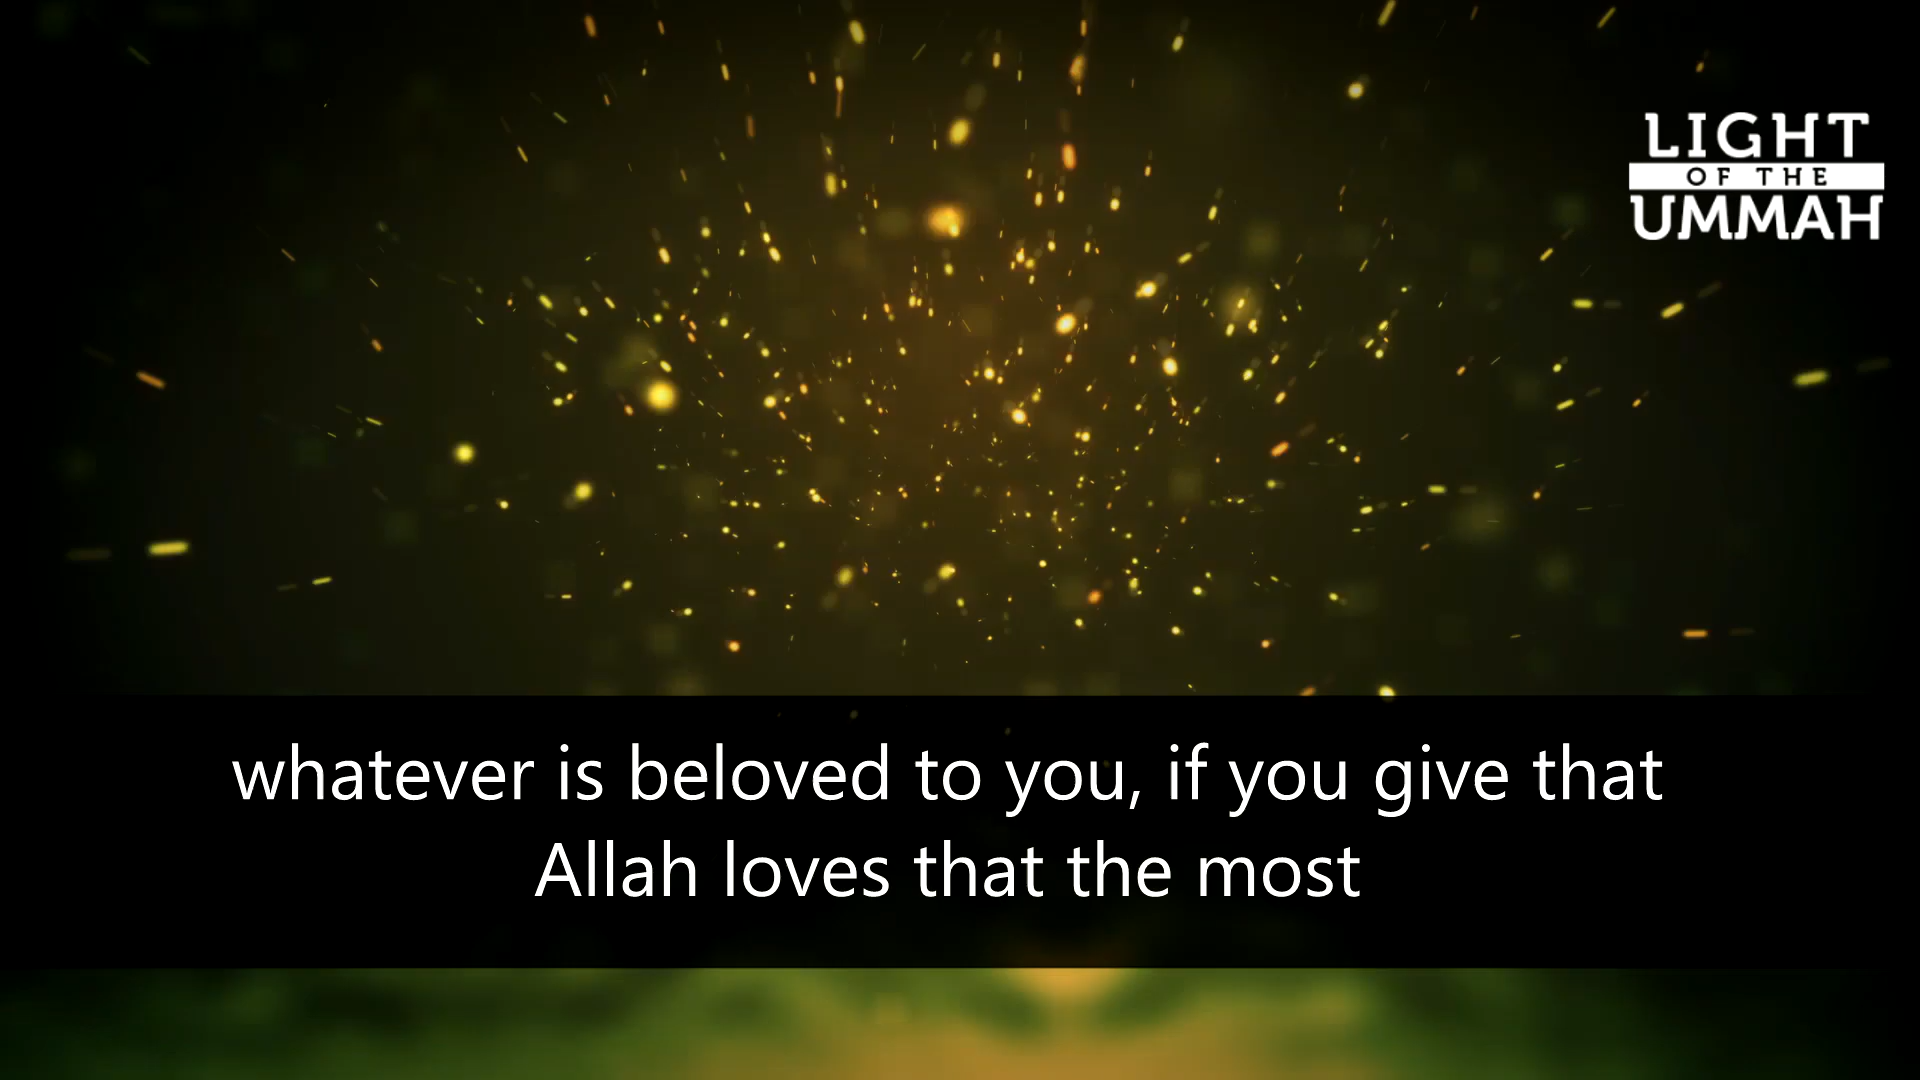 LIGHT
OF THE
UMMAH
whatever is beloved to you, if you give that
Allah loves that the most